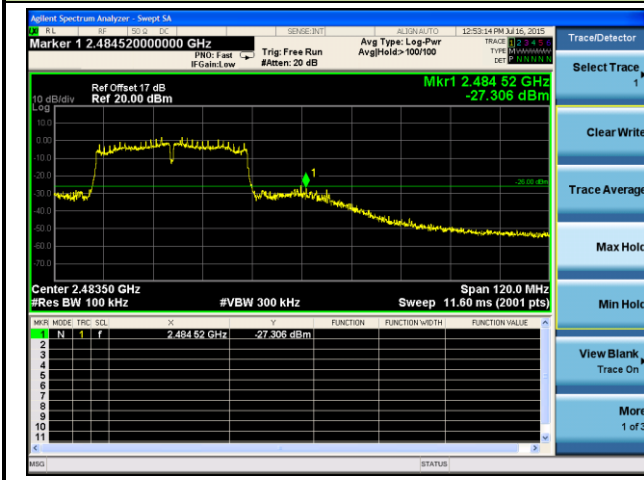 Agilent Spectrum Analyzer - Swept SA
RL RF 50 Ω DC SENSE:INT ALIGN AUTO 12:53:14 PM Jul 16, 2015
Marker 1 2.484520000000 GHz
PNO: Fast
IFGain:Low
Trig: Free Run
#Atten: 20 dB
Avg Type: Log-Pwr
Avg|Hold:>100/100
TRACE 1 2 3 4 5 6
TYPE M
DET P N N N N N
Mkr1 2.484 52 GHz
-27.306 dBm
Ref Offset 17 dB
10 dB/div Ref 20.00 dBm
Log
10.0
0.00
-10.0
-20.0
-30.0
-40.0
-50.0
-60.0
-70.0
1
Center 2.48350 GHz Span 120.0 MHz
#Res BW 100 kHz #VBW 300 kHz Sweep 11.60 ms (2001 pts)
MKR MODE TRC SCL X Y FUNCTION FUNCTION WIDTH FUNCTION VALUE
1 N 1 f 2.484 52 GHz -27.306 dBm
2
3
4
5
6
7
8
9
10
11
MSG STATUS
Trace/Detector
Select Trace
1
Clear Write
Trace Average
Max Hold
Min Hold
View Blank
Trace On
More
1 of 3